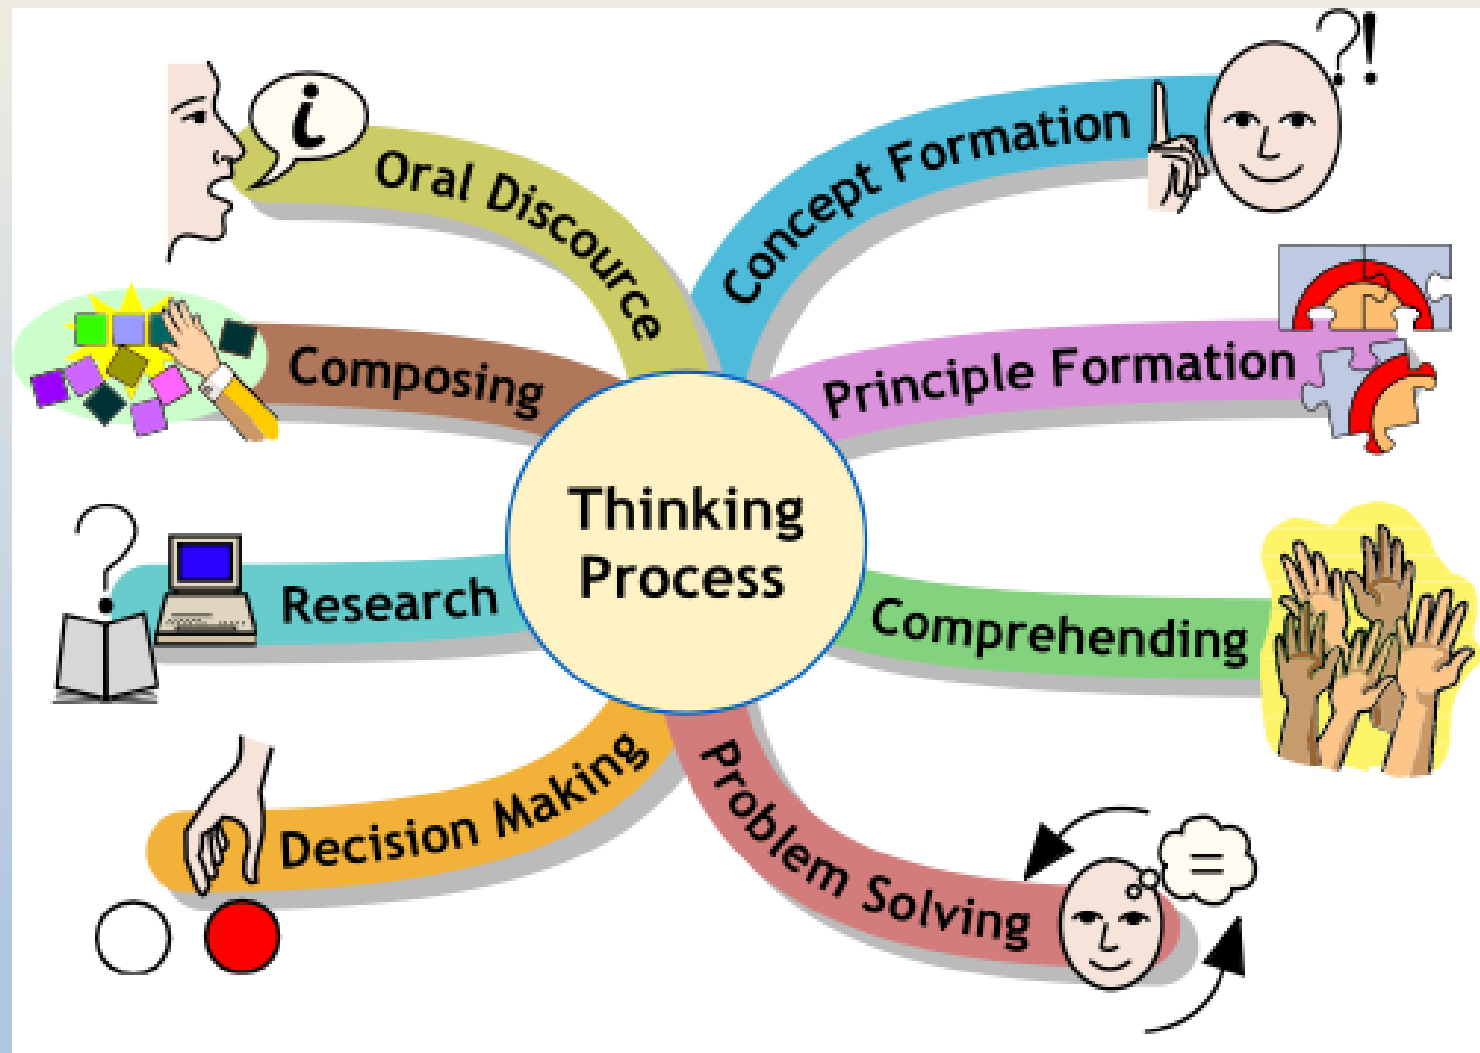 Oral Discource
Concept Formation
?!
i
Composing
Principle Formation
Thinking
Process
?
Research
Comprehending
Decision Making
Problem Solving
=